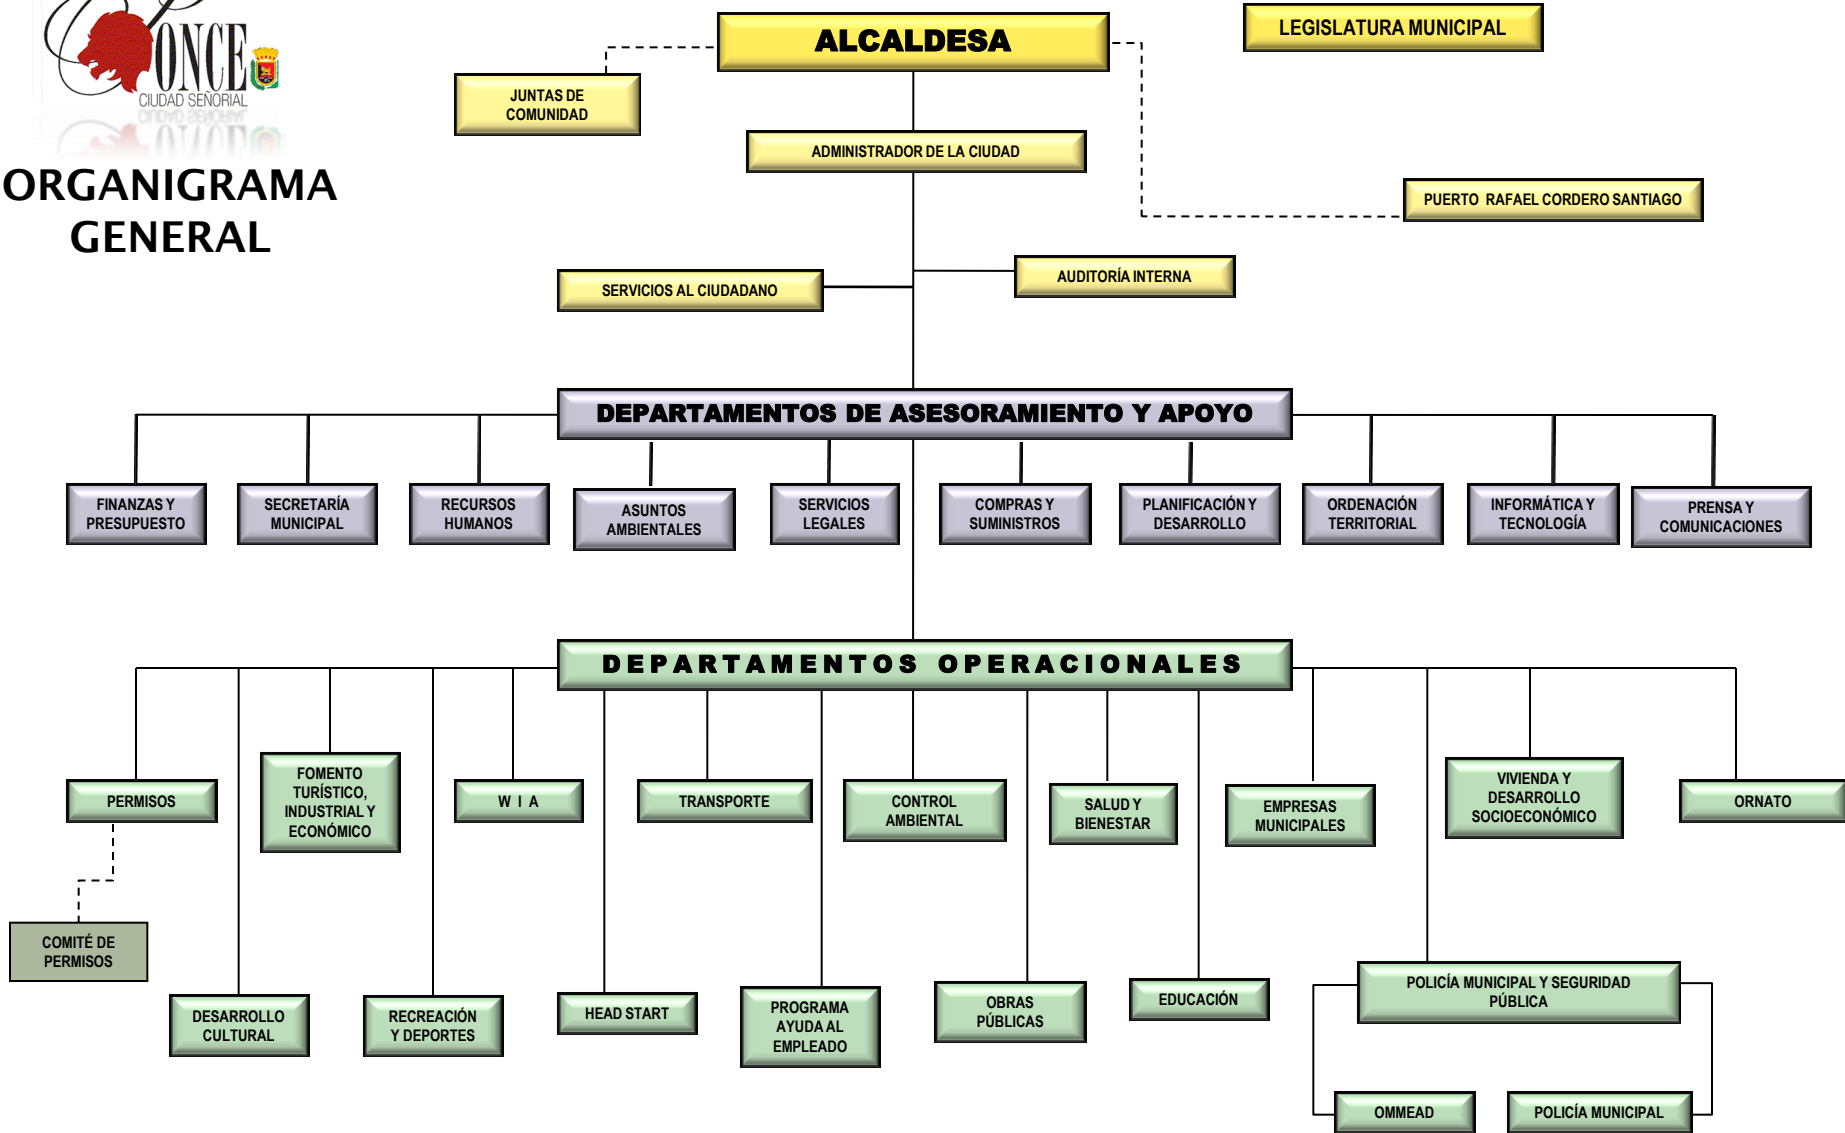 PONCE
CIUDAD SEÑORIAL
ORGANIGRAMA
GENERAL
ALCALDESA
LEGISLATURA MUNICIPAL
JUNTAS DE
COMUNIDAD
ADMINISTRADOR DE LA CIUDAD
PUERTO RAFAEL CORDERO SANTIAGO
AUDITORÍA INTERNA
SERVICIOS AL CIUDADANO
DEPARTAMENTOS DE ASESORAMIENTO Y APOYO
FINANZAS Y
PRESUPUESTO
SECRETARÍA
MUNICIPAL
RECURSOS
HUMANOS
ASUNTOS
AMBIENTALES
SERVICIOS
LEGALES
COMPRAS Y
SUMINISTROS
PLANIFICACIÓN Y
DESARROLLO
ORDENACIÓN
TERRITORIAL
INFORMÁTICA Y
TECNOLOGÍA
PRENSA Y
COMUNICACIONES
DEPARTAMENTOS OPERACIONALES
PERMISOS
FOMENTO
TURÍSTICO,
INDUSTRIAL Y
ECONÓMICO
W I A
TRANSPORTE
CONTROL
AMBIENTAL
SALUD Y
BIENESTAR
EMPRESAS
MUNICIPALES
VIVIENDA Y
DESARROLLO
SOCIOECONÓMICO
ORNATO
COMITÉ DE
PERMISOS
DESARROLLO
CULTURAL
RECREACIÓN
Y DEPORTES
HEAD START
PROGRAMA
AYUDA AL
EMPLEADO
OBRAS
PÚBLICAS
EDUCACIÓN
POLICÍA MUNICIPAL Y SEGURIDAD
PÚBLICA
OMMEAD
POLICÍA MUNICIPAL